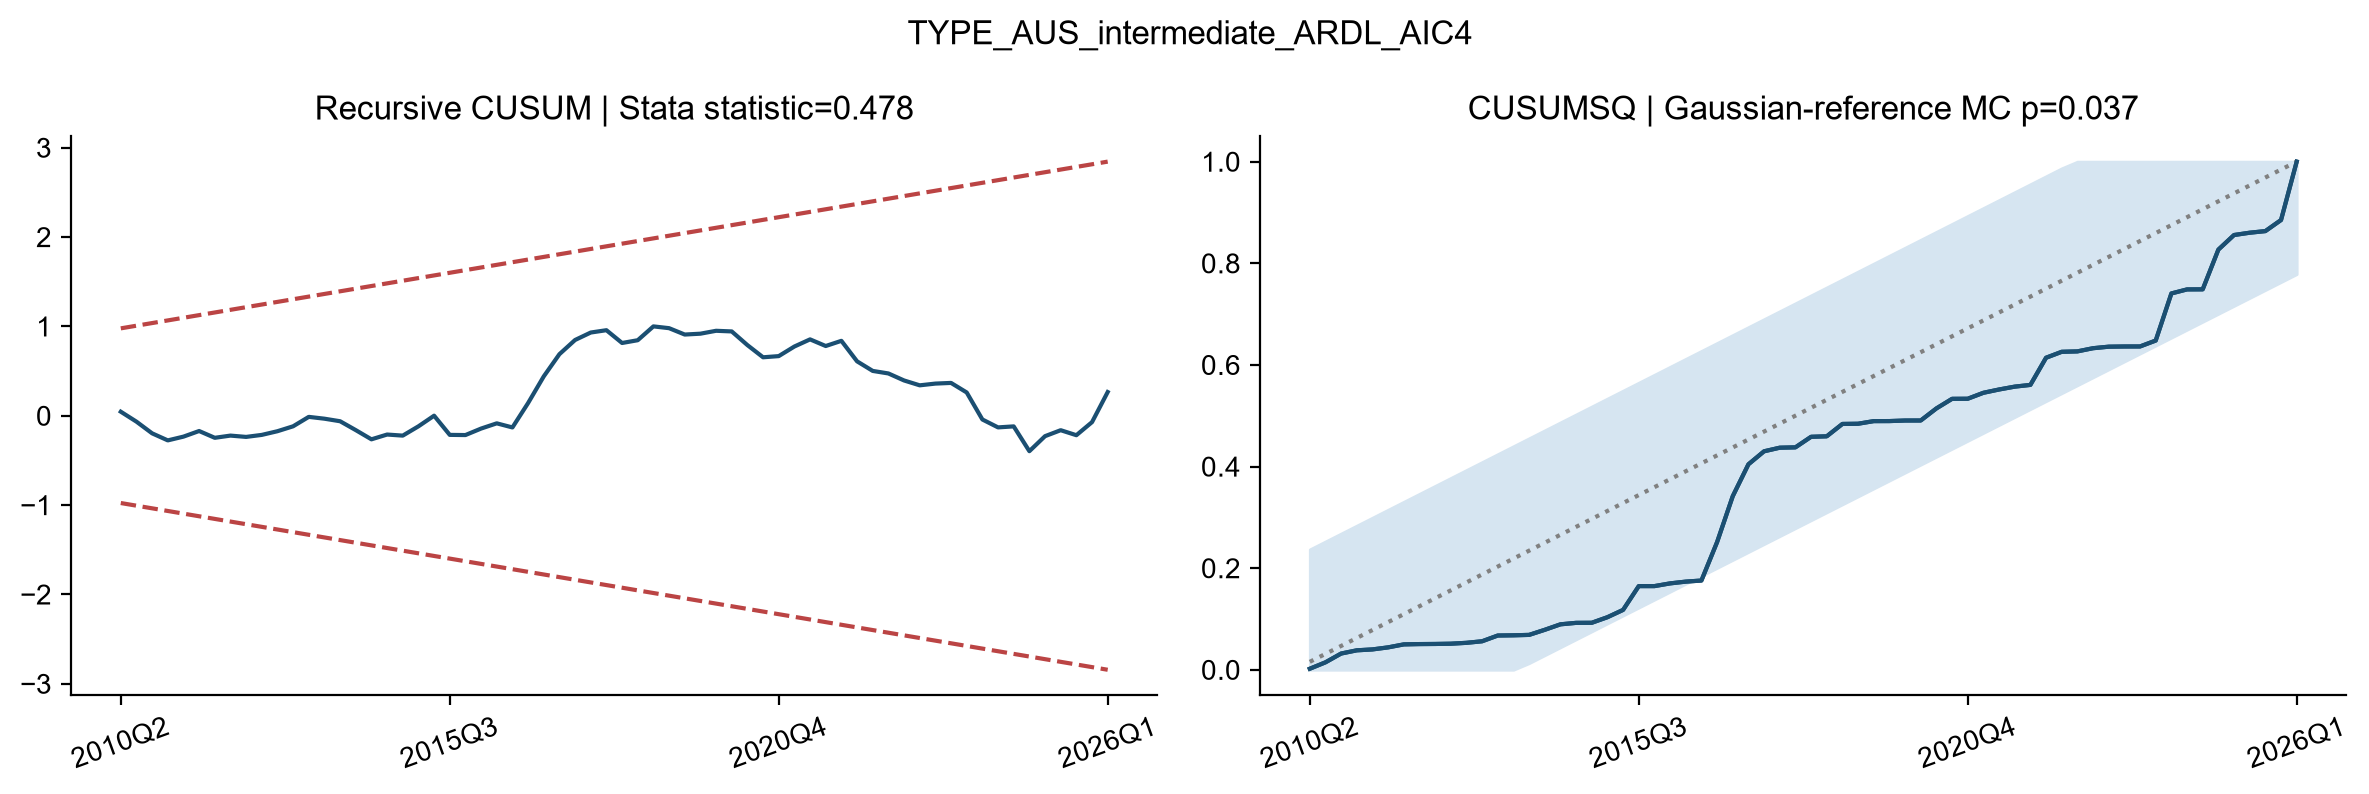 TYPE_AUS_intermediate_ARDL_AIC4
Recursive CUSUM | Stata statistic=0.478
3
2
1
0
−1
−2
−3
2010Q2
2015Q3
2020Q4
2026Q1
CUSUMSQ | Gaussian-reference MC p=0.037
1.0
0.8
0.6
0.4
0.2
0.0
2010Q2
2015Q3
2020Q4
2026Q1